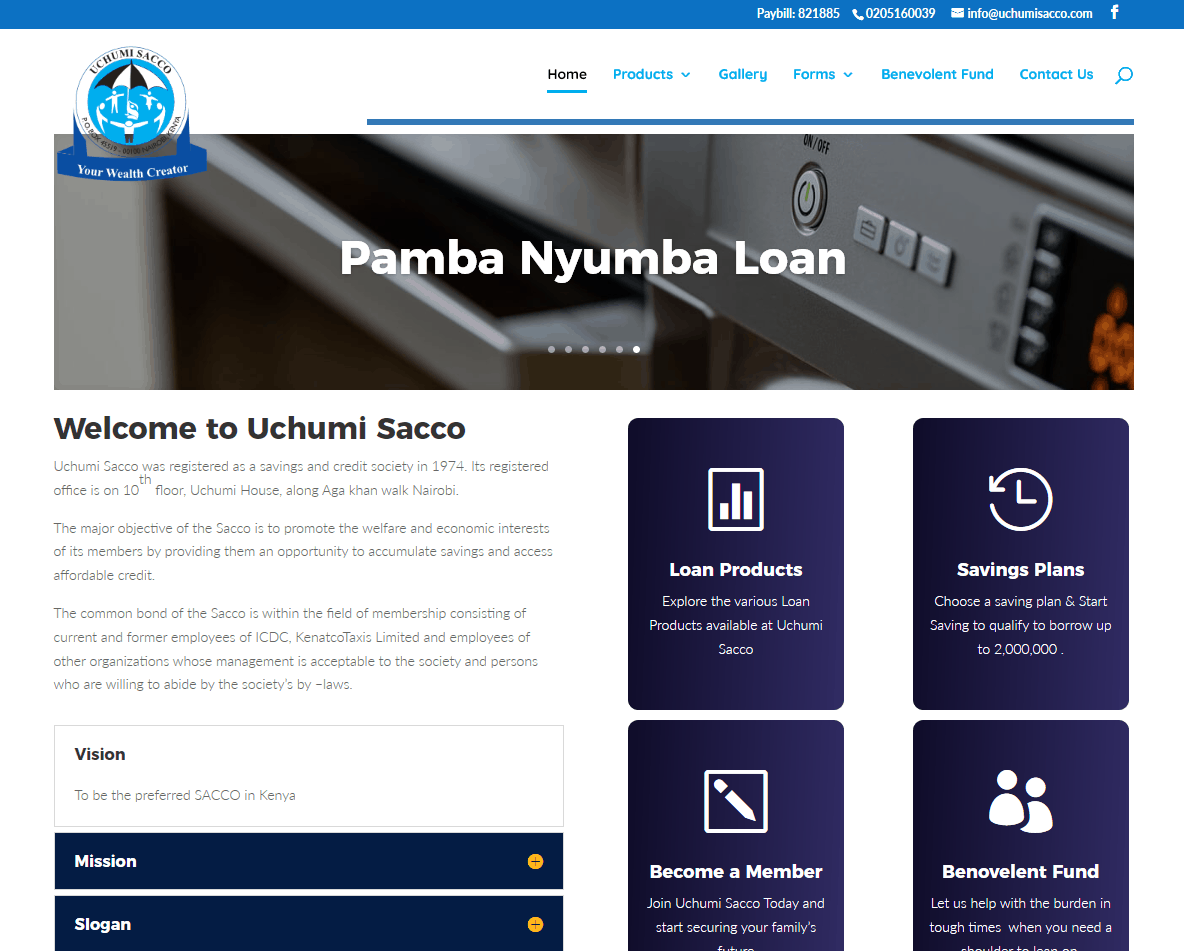 Paybill: 821885 0205160039 info@uchumisacco.com
UCHUMI SACCO
P.O.BOX 41519 - 00100 NAIROBI, KENYA
Your Wealth Creator
Home Products Gallery Forms Benevolent Fund Contact Us
ON/OFF
Pamba Nyumba Loan
Welcome to Uchumi Sacco
Uchumi Sacco was registered as a savings and credit society in 1974. Its registered
office is on 10th floor, Uchumi House, along Aga khan walk Nairobi.
The major objective of the Sacco is to promote the welfare and economic interests
of its members by providing them an opportunity to accumulate savings and access
affordable credit.
The common bond of the Sacco is within the field of membership consisting of
current and former employees of ICDC, KenatcoTaxis Limited and employees of
other organizations whose management is acceptable to the society and persons
who are willing to abide by the society's by –laws.
Vision
To be the preferred SACCO in Kenya
Mission
Slogan
Loan Products
Explore the various Loan
Products available at Uchumi
Sacco
Savings Plans
Choose a saving plan & Start
Saving to qualify to borrow up
to 2,000,000 .
Become a Member
Join Uchumi Sacco Today and
start securing your family's
future
Benovelent Fund
Let us help with the burden in
tough times when you need a
shoulder to lean on